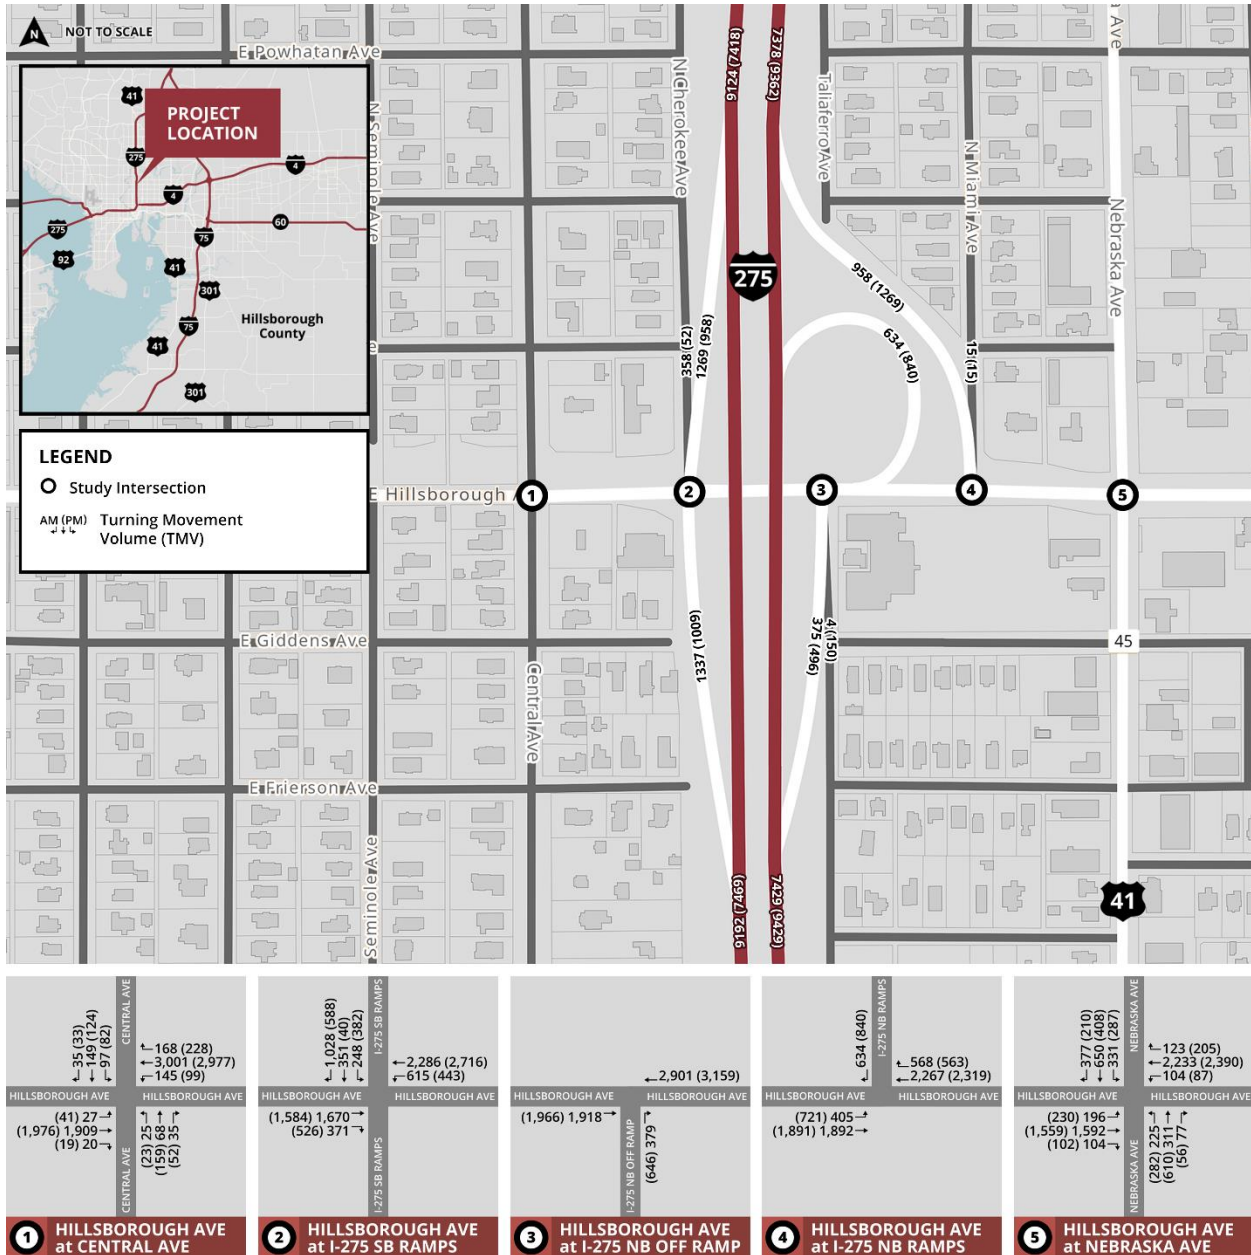 N
NOT TO SCALE
E Powhatan Ave
N Seminole Ave
N Cherokee Ave
9124 (7418)
7378 (9362)
Taliaferro Ave
N Miami Ave
a Ave
Nebraska Ave
41
PROJECT
LOCATION
275
4
4
275
60
92
75
41
301
75
41
301
Hillsborough
County
e
275
958 (1269)
634 (840)
358 (52)
1269 (958)
15 (15)
LEGEND
Study Intersection
AM (PM)
Turning Movement
Volume (TMV)
E Hillsborough A
1
2
3
4
5
E Giddens Ave
1337 (1009)
4 (150)
375 (496)
45
Central Ave
E Frierson Ave
Seminole Ave
9192 (7469)
7429 (9429)
41
35 (33)
149 (124)
97 (82)
CENTRAL AVE
168 (228)
3,001 (2,977)
145 (99)
HILLSBOROUGH AVE
HILLSBOROUGH AVE
(41) 27
(1,976) 1,909
(19) 20
(23) 25
(159) 68
(52) 35
CENTRAL AVE
1
HILLSBOROUGH AVE
at CENTRAL AVE
1,028 (588)
351 (40)
248 (382)
I-275 SB RAMPS
2,286 (2,716)
615 (443)
HILLSBOROUGH AVE
HILLSBOROUGH AVE
(1,584) 1,670
(526) 371
I-275 SB RAMPS
2
HILLSBOROUGH AVE
at I-275 SB RAMPS
2,901 (3,159)
HILLSBOROUGH AVE
HILLSBOROUGH AVE
(1,966) 1,918
I-275 NB OFF RAMP
(646) 379
3
HILLSBOROUGH AVE
at I-275 NB OFF RAMP
634 (840)
I-275 NB RAMPS
568 (563)
2,267 (2,319)
HILLSBOROUGH AVE
HILLSBOROUGH AVE
(721) 405
(1,891) 1,892
4
HILLSBOROUGH AVE
at I-275 NB RAMPS
377 (210)
650 (408)
331 (287)
NEBRASKA AVE
123 (205)
2,233 (2,390)
104 (87)
HILLSBOROUGH AVE
HILLSBOROUGH AVE
(230) 196
(1,559) 1,592
(102) 104
(282) 225
(610) 311
(56) 77
NEBRASKA AVE
5
HILLSBOROUGH AVE
at NEBRASKA AVE